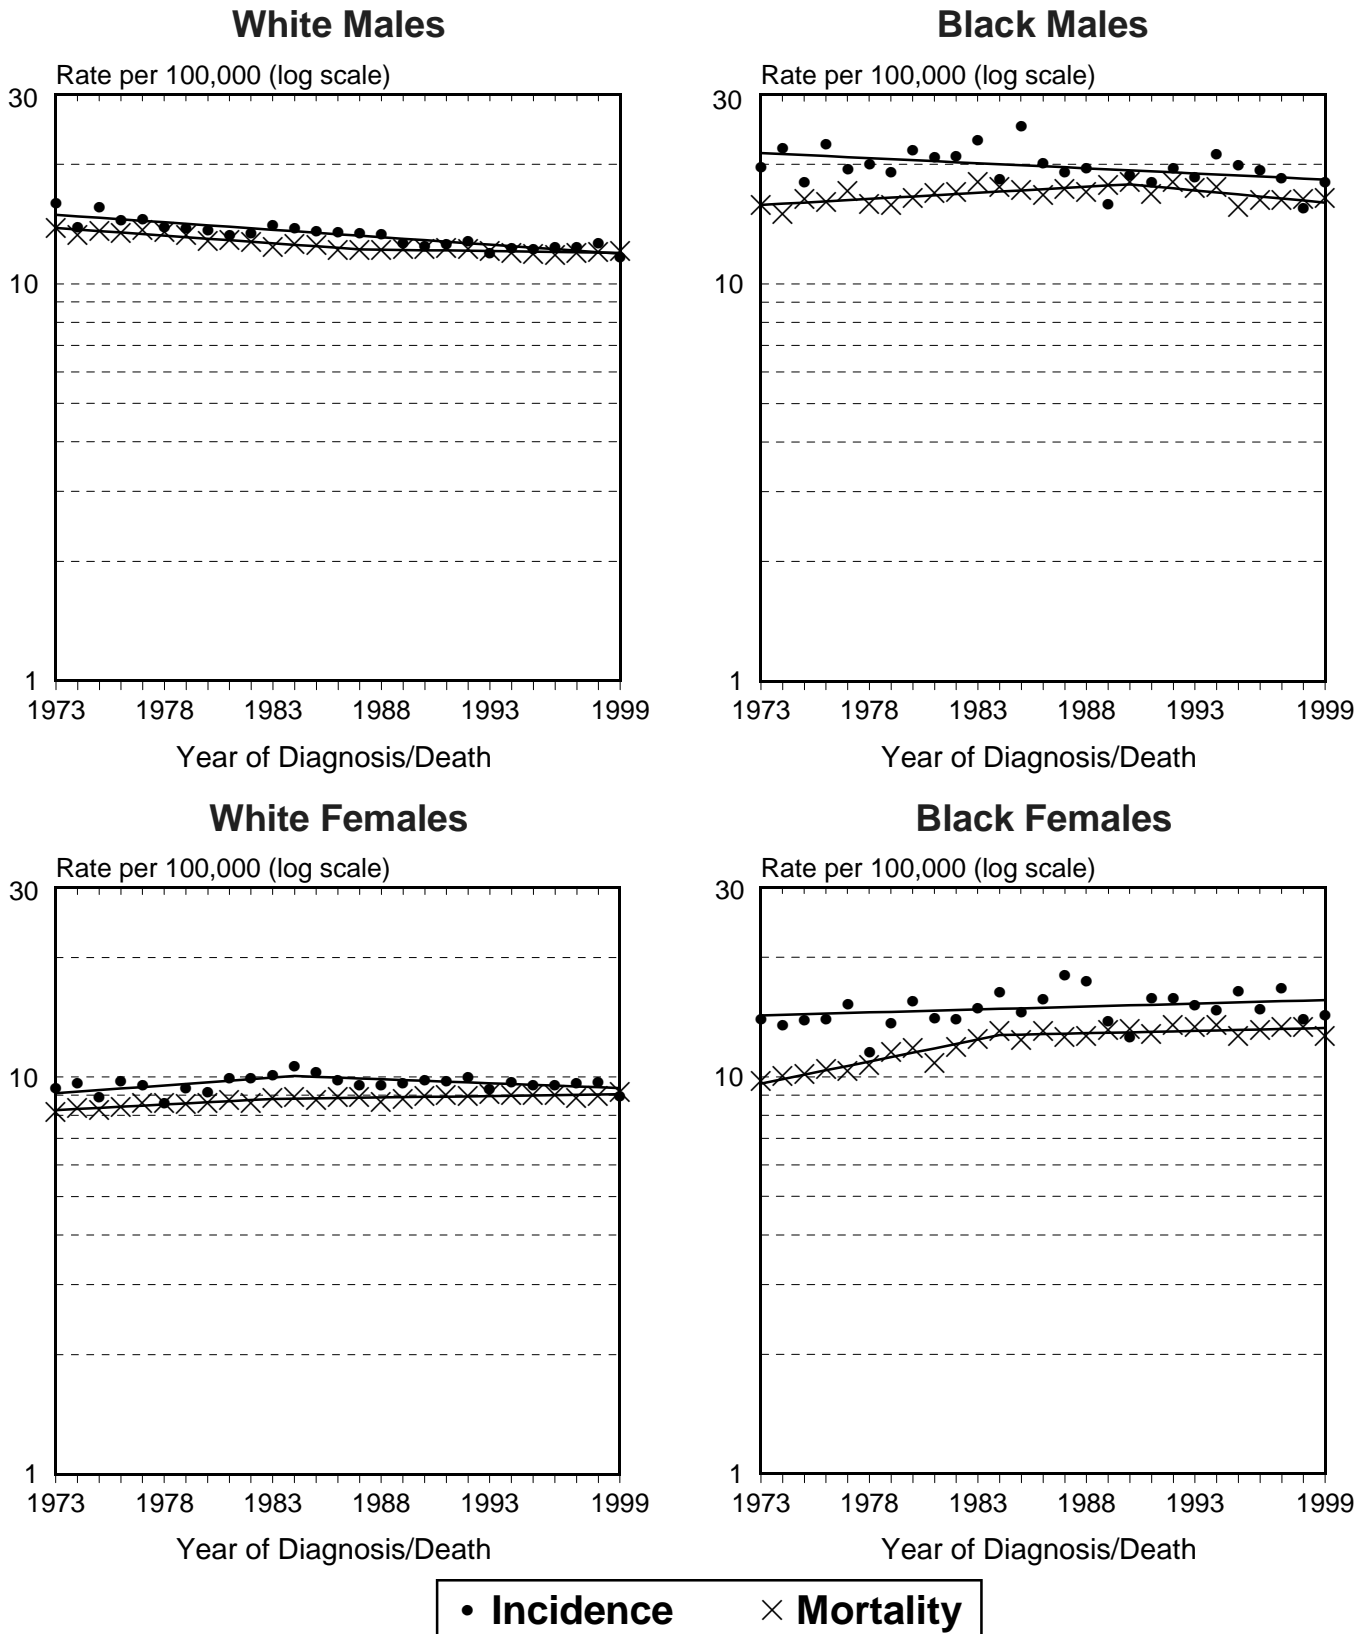 White Males
Rate per 100,000 (log scale)
30
10
1
1973 1978 1983 1988 1993 1999
Year of Diagnosis/Death
Black Males
Rate per 100,000 (log scale)
30
10
1
1973 1978 1983 1988 1993 1999
Year of Diagnosis/Death
White Females
Rate per 100,000 (log scale)
30
10
1
1973 1978 1983 1988 1993 1999
Year of Diagnosis/Death
Black Females
Rate per 100,000 (log scale)
30
10
1
1973 1978 1983 1988 1993 1999
Year of Diagnosis/Death
Incidence Mortality